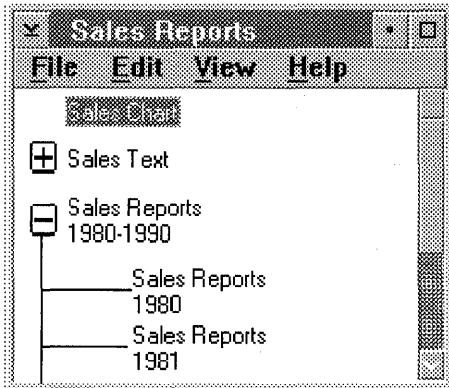 Sales Reports
File Edit View Help
Sales Chart
Sales Text
Sales Reports
1980-1990
Sales Reports
1980
Sales Reports
1981